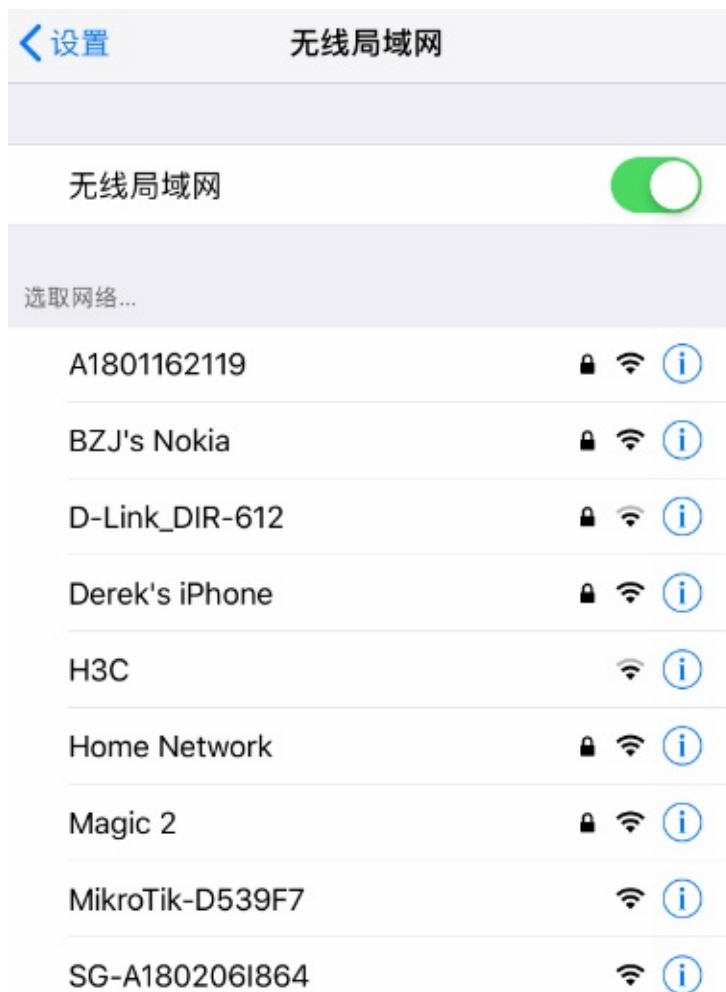 设置 无线局域网
无线局域网
选取网络...
A1801162119
BZJ's Nokia
D-Link_DIR-612
Derek's iPhone
H3C
Home Network
Magic 2
MikroTik-D539F7
SG-A180206I864